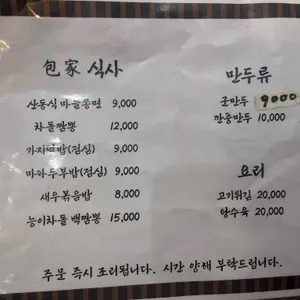 包家 식사
산동식 마늘쫑면 9,000
차돌짬뽕 12,000
가지덮밥(점심) 9,000
마파두부밥(점심) 9,000
새우볶음밥 8,000
능이차돌 백짬뽕 15,000
만두류
군만두 9000
깐풍만두 10,000
요리
고기튀김 20,000
탕수육 20,000
주문 즉시 조리됩니다. 시간 양해 부탁드립니다.